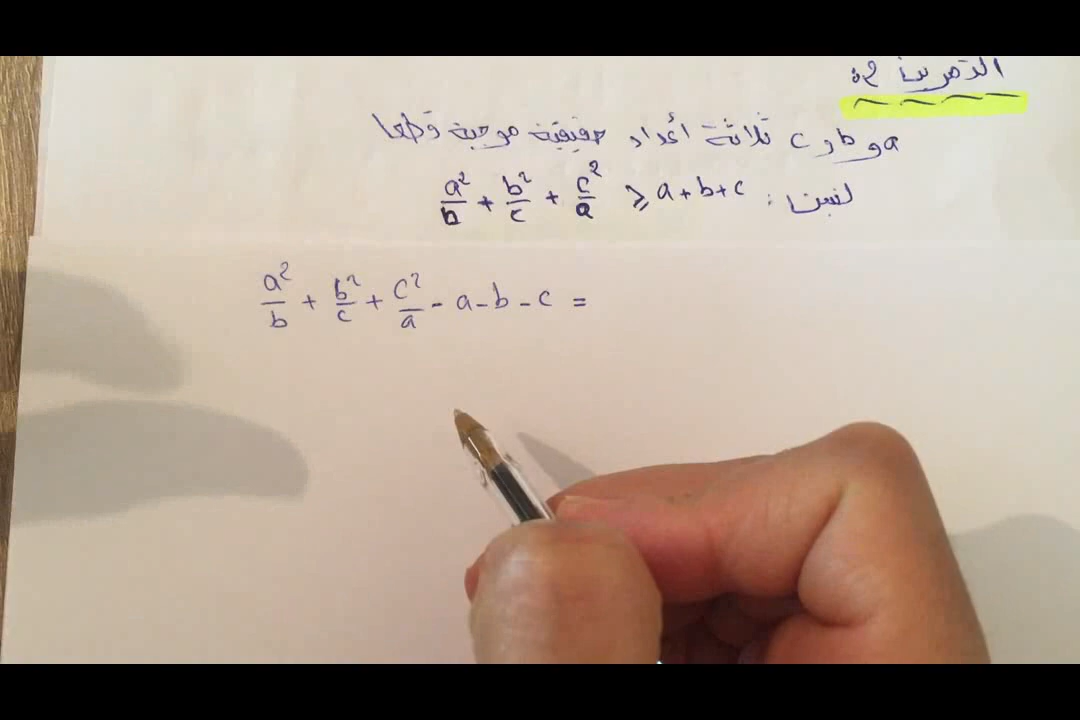 التمرين 2:
a و b و c ثلاثة أعداد حقيقية موجبة قطعا
لنبين : a²/b + b²/c + c²/a ⩾ a + b + c
a²/b + b²/c + c²/a - a - b - c =